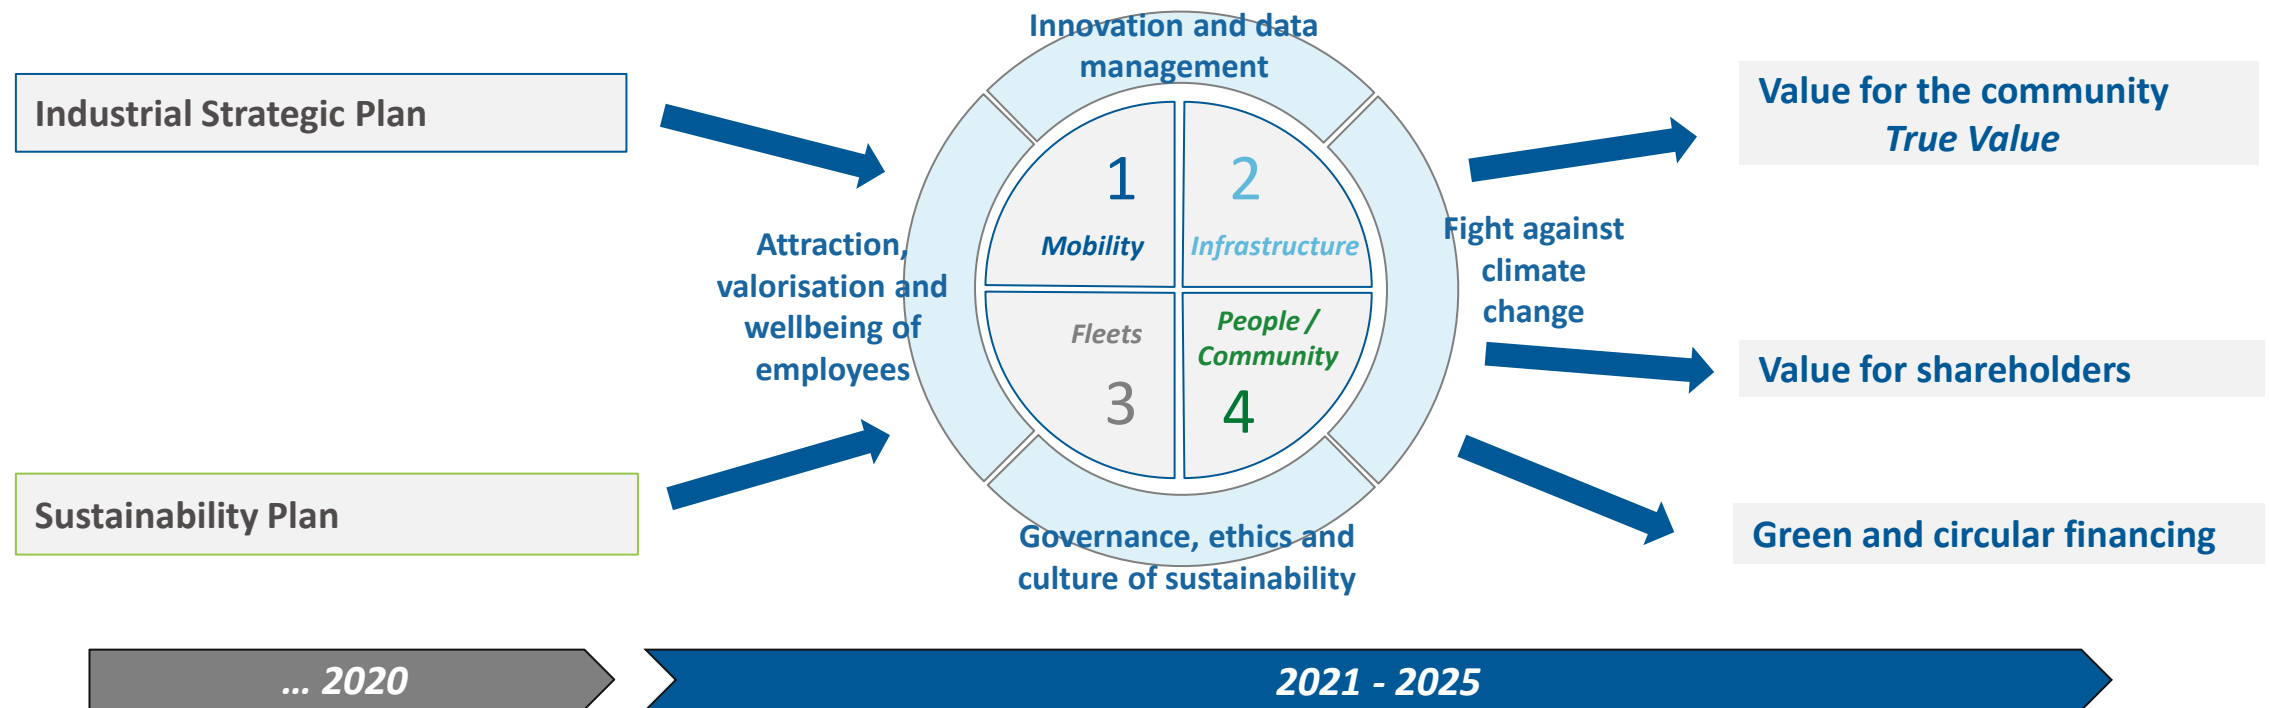 Industrial Strategic Plan
Sustainability Plan
Innovation and data
management
Attraction,
valorisation and
wellbeing of
employees
1
Mobility
2
Infrastructure
Fleets
3
People /
Community
4
Fight against
climate
change
Governance, ethics and
culture of sustainability
Value for the community
True Value
Value for shareholders
Green and circular financing
... 2020
2021 - 2025